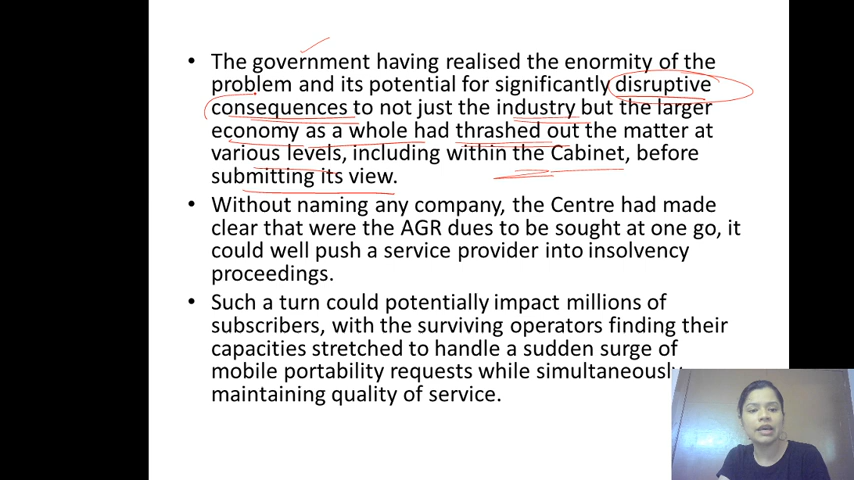 • The government having realised the enormity of the
problem and its potential for significantly disruptive
consequences to not just the industry but the larger
economy as a whole had thrashed out the matter at
various levels, including within the Cabinet, before
submitting its view.
• Without naming any company, the Centre had made
clear that were the AGR dues to be sought at one go, it
could well push a service provider into insolvency
proceedings.
• Such a turn could potentially impact millions of
subscribers, with the surviving operators finding their
capacities stretched to handle a sudden surge of
mobile portability requests while simultaneously
maintaining quality of service.